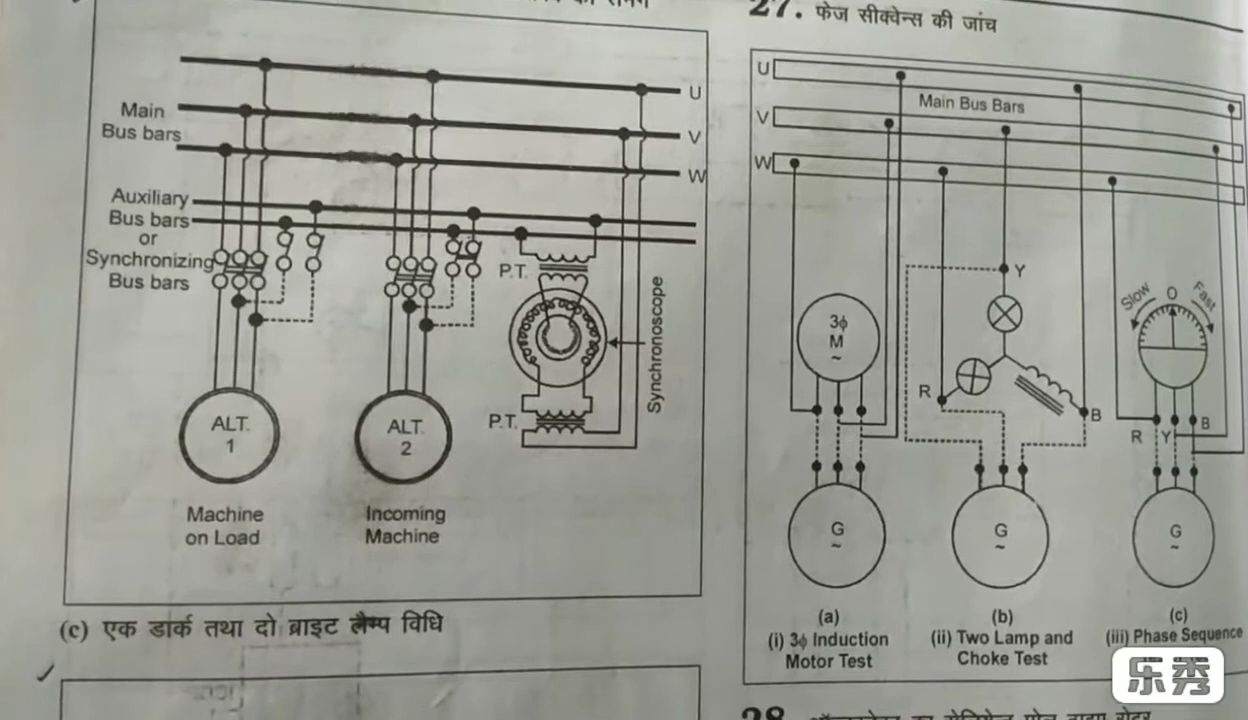 27. फेज सीक्वेन्स की जांच
U
Main
Bus bars
V
W
Auxiliary
Bus bars
or
Synchronizing
Bus bars
P.T.
Synchronoscope
P.T.
ALT.
1
ALT.
2
Machine
on Load
Incoming
Machine
(c) एक डार्क तथा दो ब्राइट लैम्प विधि
U
Main Bus Bars
V
W
Y
Slow
O
Fast
3ϕ
M
~
R
B
R
Y
B
G
~
G
~
G
~
(a)
(i) 3ϕ Induction
Motor Test
(b)
(ii) Two Lamp and
Choke Test
(c)
(iii) Phase Sequence
乐秀
28.